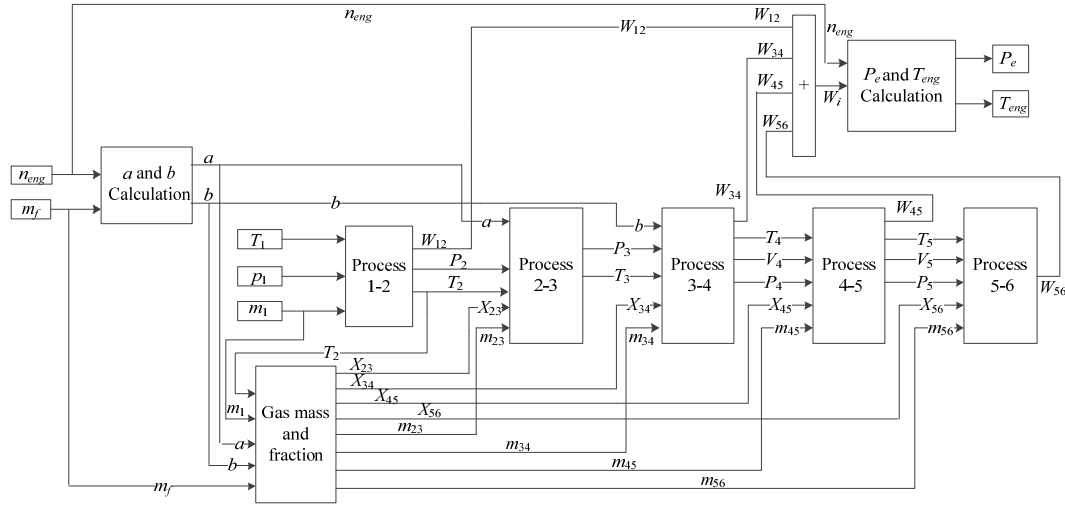 n_eng
W_12
W_12
n_eng
W_34
W_45
W_56
+
W_i
P_e and T_eng
Calculation
P_e
T_eng
n_eng
m_f
a and b
Calculation
a
b
b
a
b
W_34
W_45
W_56
T_1
p_1
m_1
Process
1-2
W_12
P_2
T_2
X_23
m_23
Process
2-3
P_3
T_3
X_34
m_34
Process
3-4
T_4
V_4
P_4
X_45
m_45
Process
4-5
T_5
V_5
P_5
X_56
m_56
Process
5-6
T_2
m_1
a
b
m_f
Gas mass
and
fraction
X_23
X_34
X_45
X_56
m_23
m_34
m_45
m_56